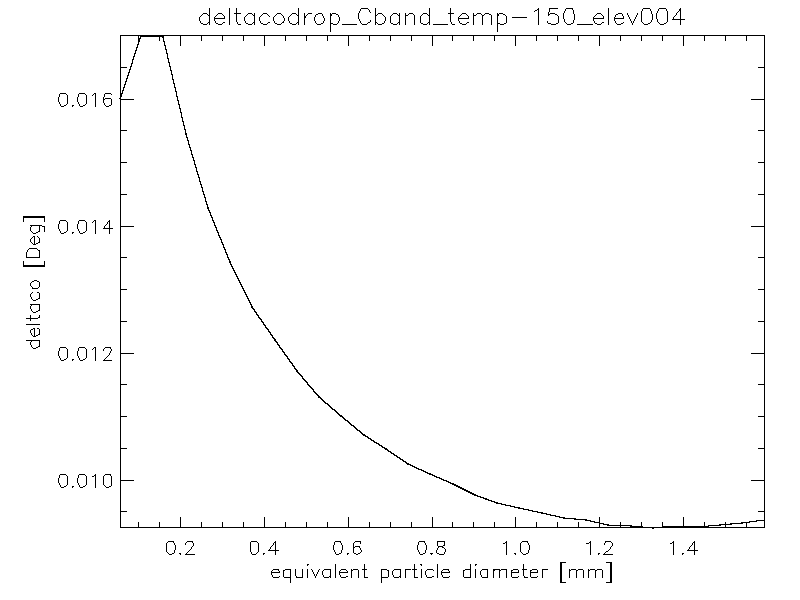 deltacodrop_Cband_temp-150_elev004
0.016
0.014
0.012
0.010
deltaco [Deg]
0.2 0.4 0.6 0.8 1.0 1.2 1.4
equivalent particle diameter [mm]